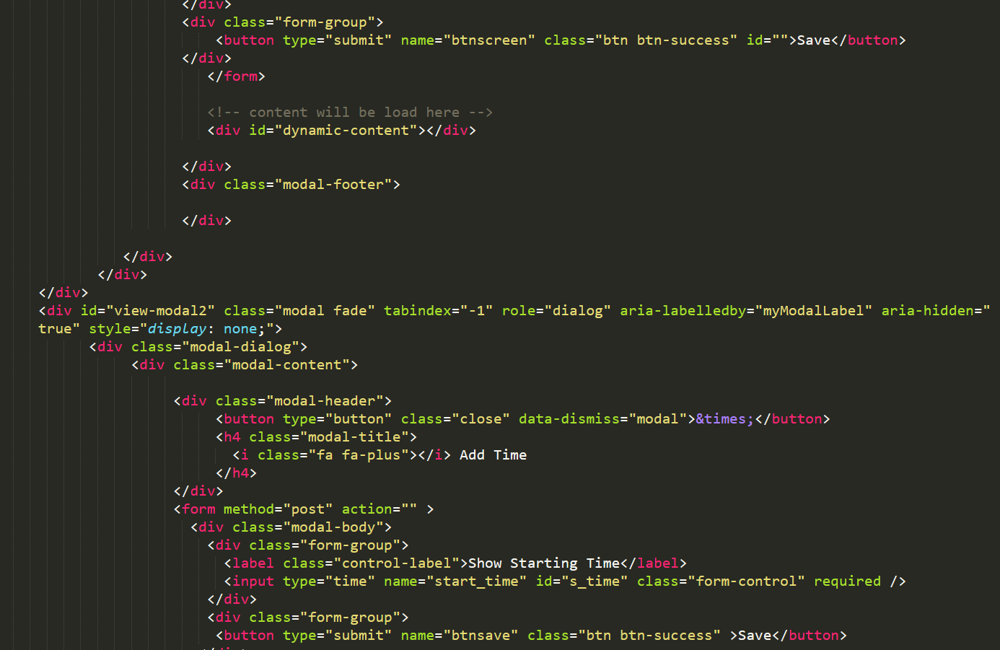 </div>
<div class="form-group">
<button type="submit" name="btnscreen" class="btn btn-success" id="">Save</button>
</div>
</form>
<!-- content will be load here -->
<div id="dynamic-content"></div>
</div>
<div class="modal-footer">
</div>
</div>
</div>
</div>
<div id="view-modal2" class="modal fade" tabindex="-1" role="dialog" aria-labelledby="myModalLabel" aria-hidden="
true" style="display: none;">
<div class="modal-dialog">
<div class="modal-content">
<div class="modal-header">
<button type="button" class="close" data-dismiss="modal">&times;</button>
<h4 class="modal-title">
<i class="fa fa-plus"></i> Add Time
</h4>
</div>
<form method="post" action="" >
<div class="modal-body">
<div class="form-group">
<label class="control-label">Show Starting Time</label>
<input type="time" name="start_time" id="s_time" class="form-control" required />
</div>
<div class="form-group">
<button type="submit" name="btnsave" class="btn btn-success" >Save</button>